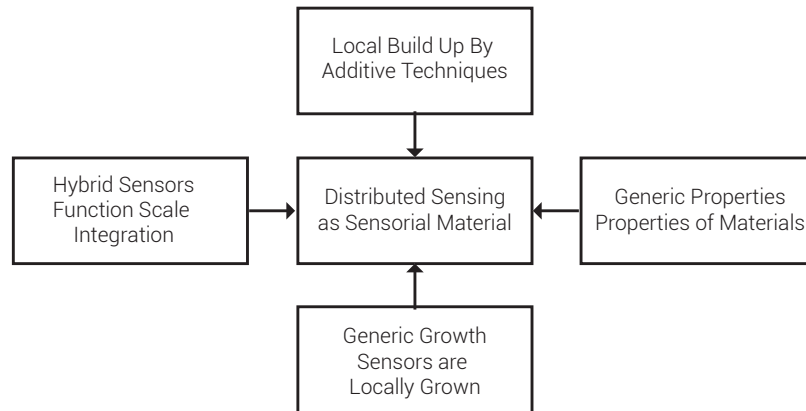 Local Build Up By
Additive Techniques
Hybrid Sensors
Function Scale
Integration
Distributed Sensing
as Sensorial Material
Generic Properties
Properties of Materials
Generic Growth
Sensors are
Locally Grown